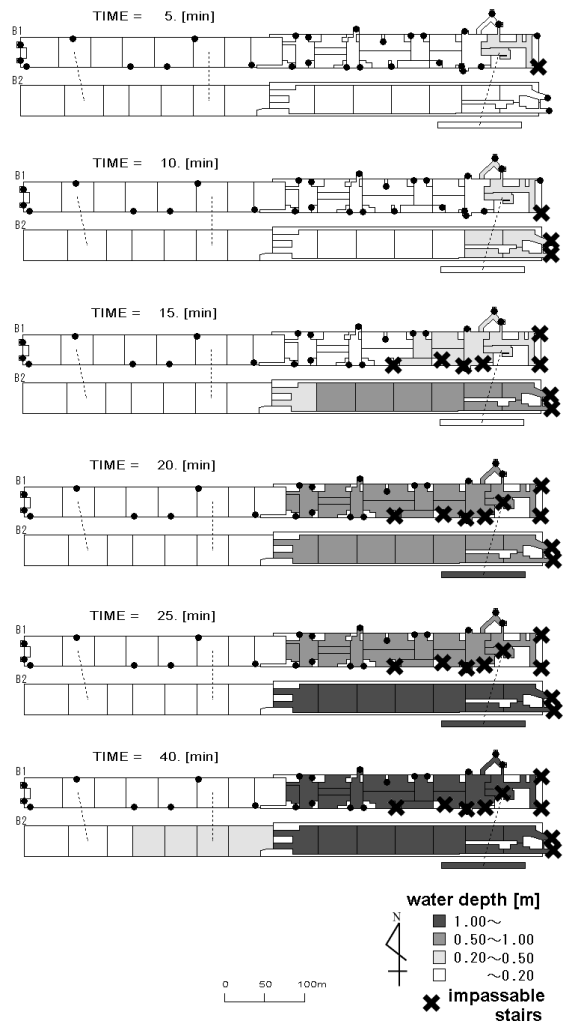 TIME = 5. [min]
B1
B2
TIME = 10. [min]
B1
B2
TIME = 15. [min]
B1
B2
TIME = 20. [min]
B1
B2
TIME = 25. [min]
B1
B2
TIME = 40. [min]
B1
B2
water depth [m]
N
1.00～
0.50～1.00
0.20～0.50
～0.20
0 50 100m
impassable
stairs